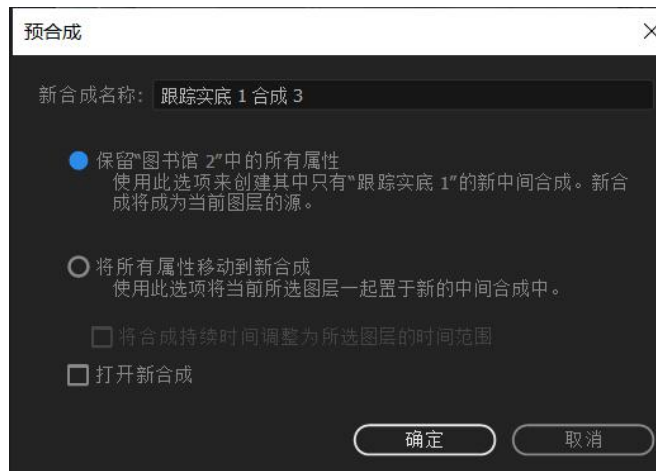 预合成
新合成名称: 跟踪实底 1 合成 3
保留“图书馆 2”中的所有属性
使用此选项来创建其中只有“跟踪实底 1”的新中间合成。新合
成将成为当前图层的源。
将所有属性移动到新合成
使用此选项将当前所选图层一起置于新的中间合成中。
将合成持续时间调整为所选图层的时间范围
打开新合成
确定 取消